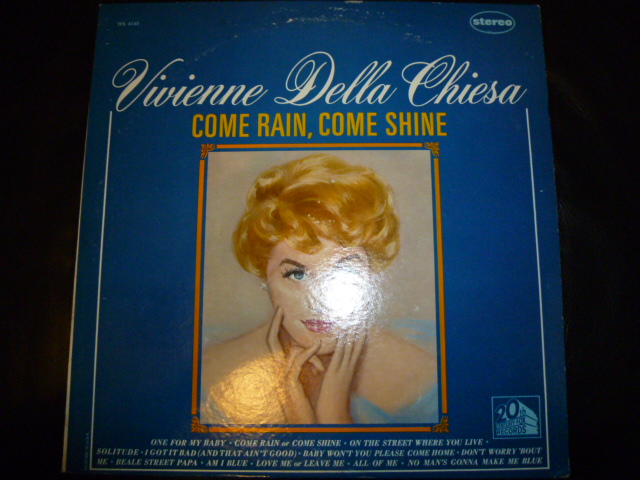 stereo
Vivienne Della Chiesa
COME RAIN, COME SHINE
20th
CENTURY FOX
RECORDS
ONE FOR MY BABY · COME RAIN or COME SHINE · ON THE STREET WHERE YOU LIVE ·
SOLITUDE · I GOT IT BAD (AND THAT AIN'T GOOD) · BABY WON'T YOU PLEASE COME HOME · DON'T WORRY 'BOUT
ME · BEALE STREET PAPA · AM I BLUE · LOVE ME or LEAVE ME · ALL OF ME · NO MAN'S GONNA MAKE ME BLUE